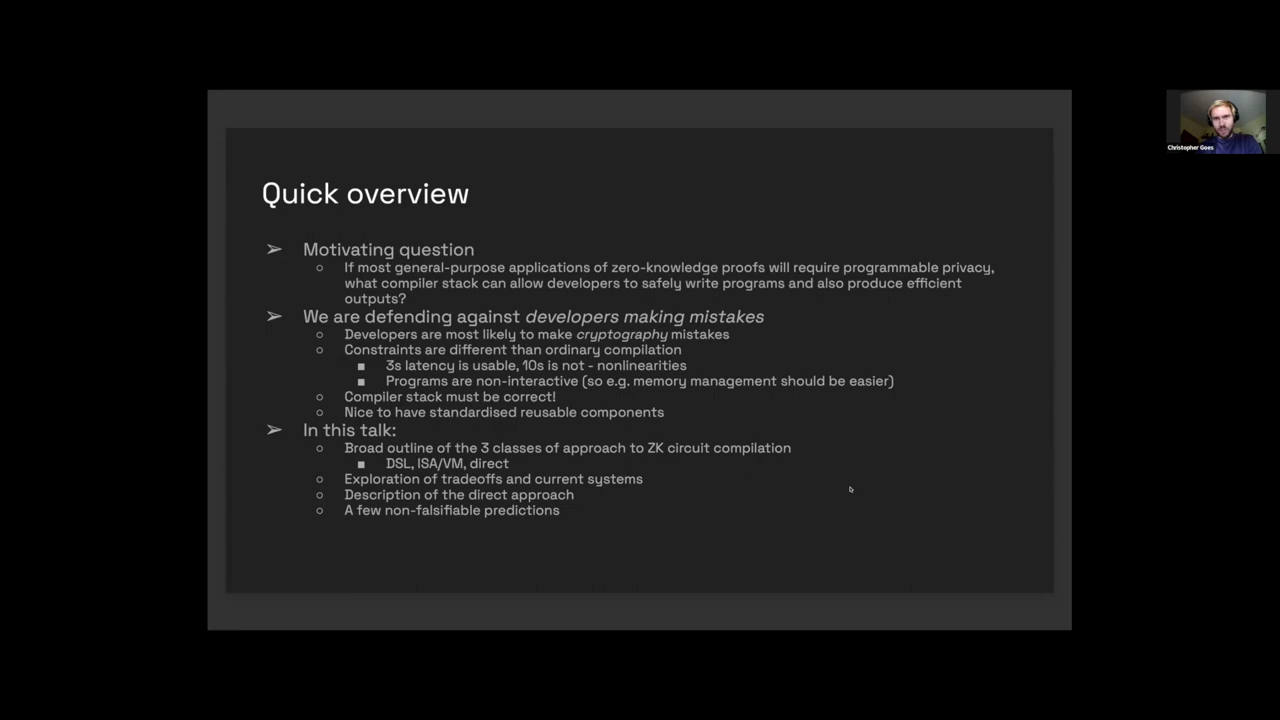 Quick overview
➢ Motivating question
○ If most general-purpose applications of zero-knowledge proofs will require programmable privacy,
what compiler stack can allow developers to safely write programs and also produce efficient
outputs?
➢ We are defending against developers making mistakes
○ Developers are most likely to make cryptography mistakes
○ Constraints are different than ordinary compilation
■ 3s latency is usable, 10s is not - nonlinearities
■ Programs are non-interactive (so e.g. memory management should be easier)
○ Compiler stack must be correct!
○ Nice to have standardised reusable components
➢ In this talk:
○ Broad outline of the 3 classes of approach to ZK circuit compilation
■ DSL, ISA/VM, direct
○ Exploration of tradeoffs and current systems
○ Description of the direct approach
○ A few non-falsifiable predictions
Christopher Goes